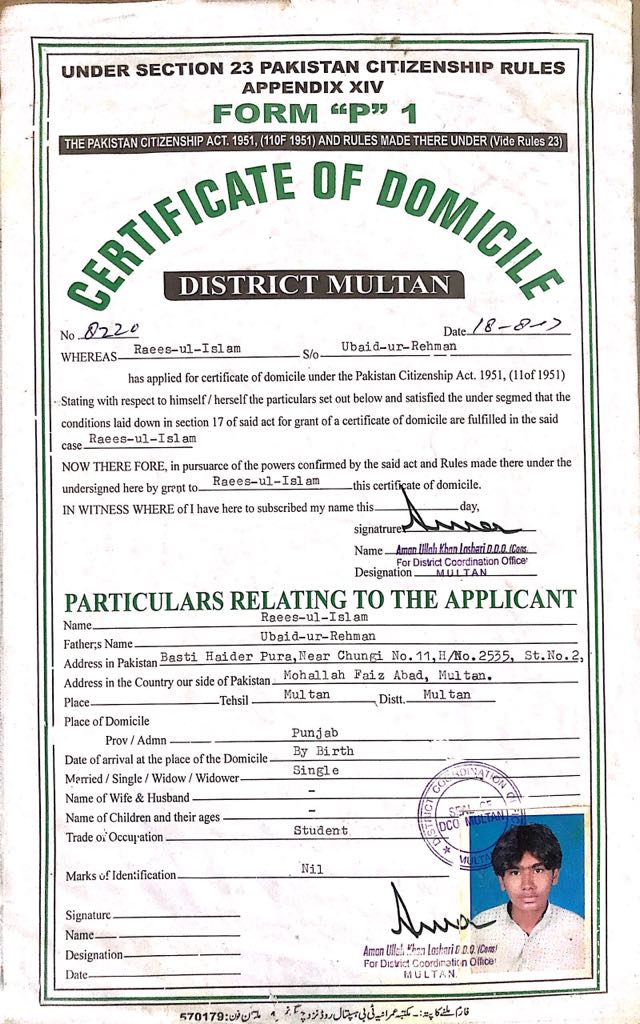 UNDER SECTION 23 PAKISTAN CITIZENSHIP RULES
APPENDIX XIV
FORM “P” 1
THE PAKISTAN CITIZENSHIP ACT. 1951, (110F 1951) AND RULES MADE THERE UNDER (Vide Rules 23)
CERTIFICATE OF DOMICILE
DISTRICT MULTAN
No 8220 Date 18-8-17
WHEREAS Raees-ul-Islam S/o Ubaid-ur-Rehman
has applied for certificate of domicile under the Pakistan Citizenship Act. 1951, (11of 1951)
Stating with respect to himself / herself the particulars set out below and satisfied the under segmed that the
conditions laid down in section 17 of said act for grant of a certificate of domicile are fulfilled in the said
case Raees-ul-Islam
NOW THERE FORE, in pursuance of the powers confirmed by the said act and Rules made there under the
undersigned here by grent to Raees-ul-Islam this certificate of domicile.
IN WITNESS WHERE of I have here to subscribed my name this day,
signatrure
Name Aman Ullah Khan Lashari D.D.O. (Cons
For District Coordination Office
Designation MULTAN
PARTICULARS RELATING TO THE APPLICANT
Name Raees-ul-Islam
Father;s Name Ubaid-ur-Rehman
Address in Pakistan Basti Haider Pura,Near Chungi No.11,H/No.2535, St.No.2,
Address in the Country our side of Pakistan Mohallah Faiz Abad, Multan.
Place Tehsil Multan Distt. Multan
Place of Domicile
Prov / Admn Punjab
Date of arrival at the place of the Domicile By Birth
Merried / Single / Widow / Widower Single
Name of Wife & Husband -
Name of Children and their ages -
Trade of Occupation Student
DISTRICT COORDINATION
SEAL OF
DCO MULTAN
MULTAN
Marks of Identification Nil
Signature
Name
Designation
Date
Aman Ullah Khan Lashari D.D.O. (Cons)
For District Coordination Office
MULTAN.
570179